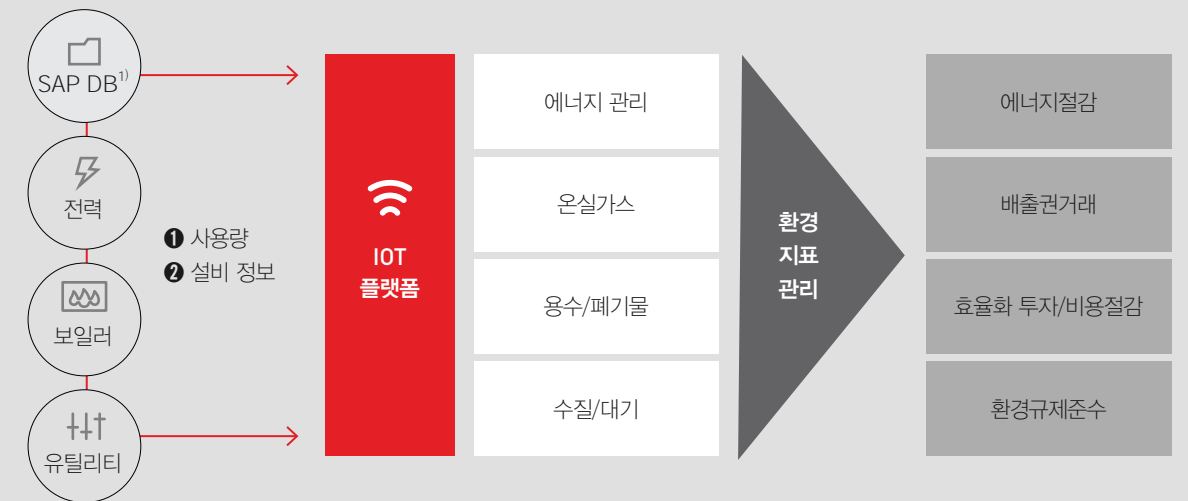 SAP DB1)
전력
보일러
유틸리티
❶ 사용량
❷ 설비 정보
IOT
플랫폼
에너지 관리
온실가스
용수/폐기물
수질/대기
환경
지표
관리
에너지절감
배출권거래
효율화 투자/비용절감
환경규제준수